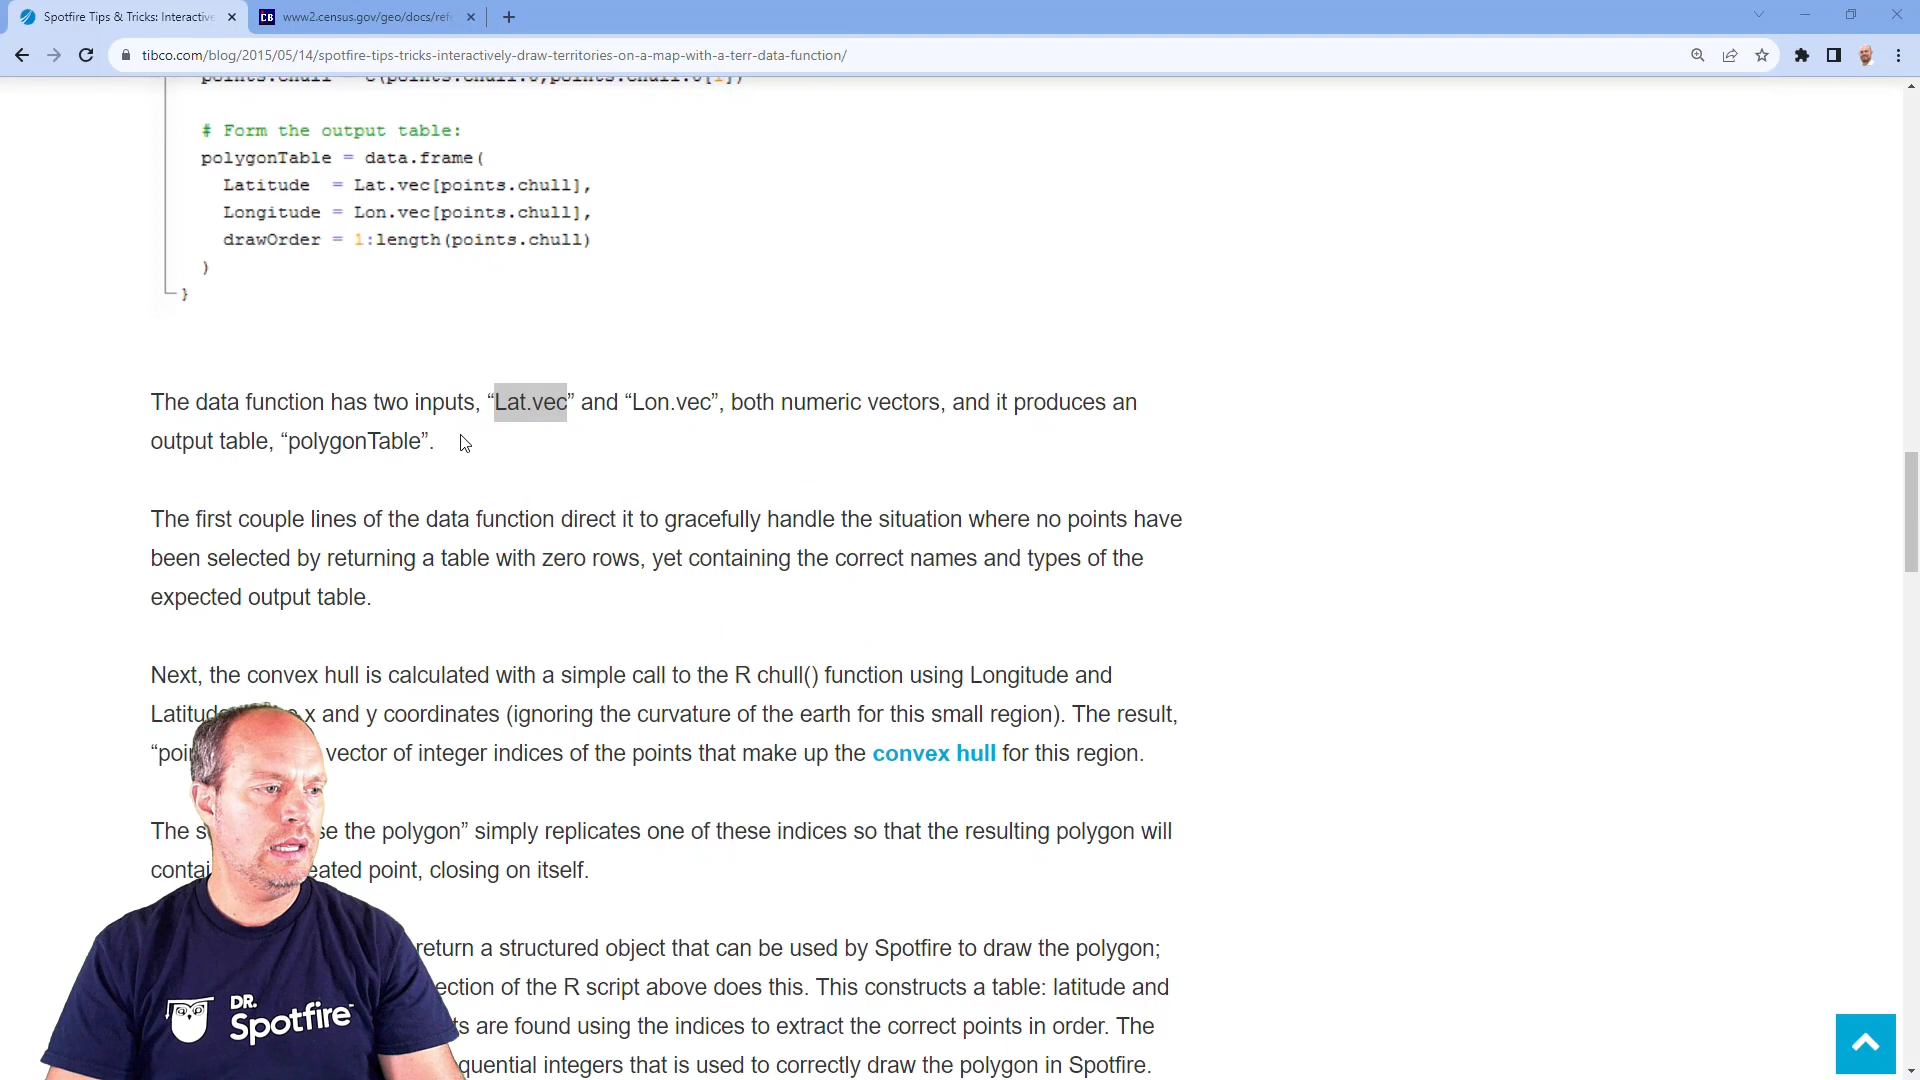 Spotfire Tips & Tricks: Interactive
www2.census.gov/geo/docs/ref
tibco.com/blog/2015/05/14/spotfire-tips-tricks-interactively-draw-territories-on-a-map-with-a-terr-data-function/
# Form the output table:
polygonTable = data.frame(
Latitude = Lat.vec[points.chull],
Longitude = Lon.vec[points.chull],
drawOrder = 1:length(points.chull)
)
}
The data function has two inputs, “Lat.vec” and “Lon.vec”, both numeric vectors, and it produces an
output table, “polygonTable”.
The first couple lines of the data function direct it to gracefully handle the situation where no points have
been selected by returning a table with zero rows, yet containing the correct names and types of the
expected output table.
Next, the convex hull is calculated with a simple call to the R chull() function using Longitude and
x and y coordinates (ignoring the curvature of the earth for this small region). The result,
vector of integer indices of the points that make up the convex hull for this region.
The the polygon” simply replicates one of these indices so that the resulting polygon will
point, closing on itself.
return a structured object that can be used by Spotfire to draw the polygon;
of the R script above does this. This constructs a table: latitude and
are found using the indices to extract the correct points in order. The
integers that is used to correctly draw the polygon in Spotfire.
DR.
Spotfire